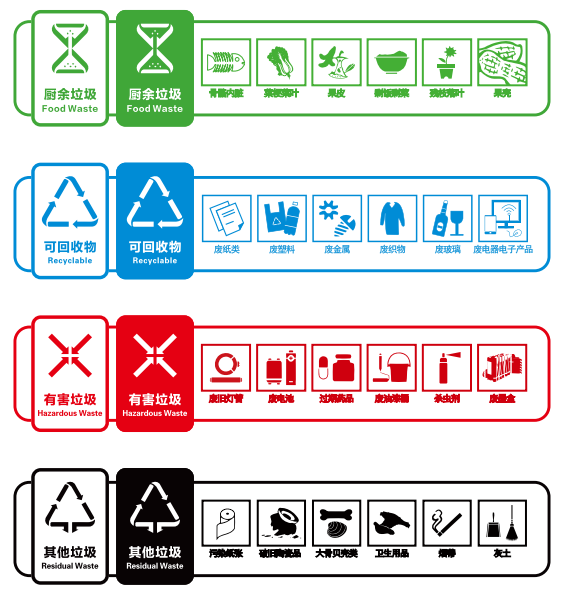 厨余垃圾
Food Waste
厨余垃圾
Food Waste
骨骼内脏 菜梗菜叶 果皮 剩饭剩菜 残枝落叶 果壳
可回收物
Recyclable
可回收物
Recyclable
废纸类 废塑料 废金属 废织物 废玻璃 废电器电子产品
有害垃圾
Hazardous Waste
有害垃圾
Hazardous Waste
废旧灯管 废电池 过期药品 废油漆桶 杀虫剂 废墨盒
其他垃圾
Residual Waste
其他垃圾
Residual Waste
污染纸张 破旧陶瓷品 大骨贝壳类 卫生用品 烟蒂 灰土